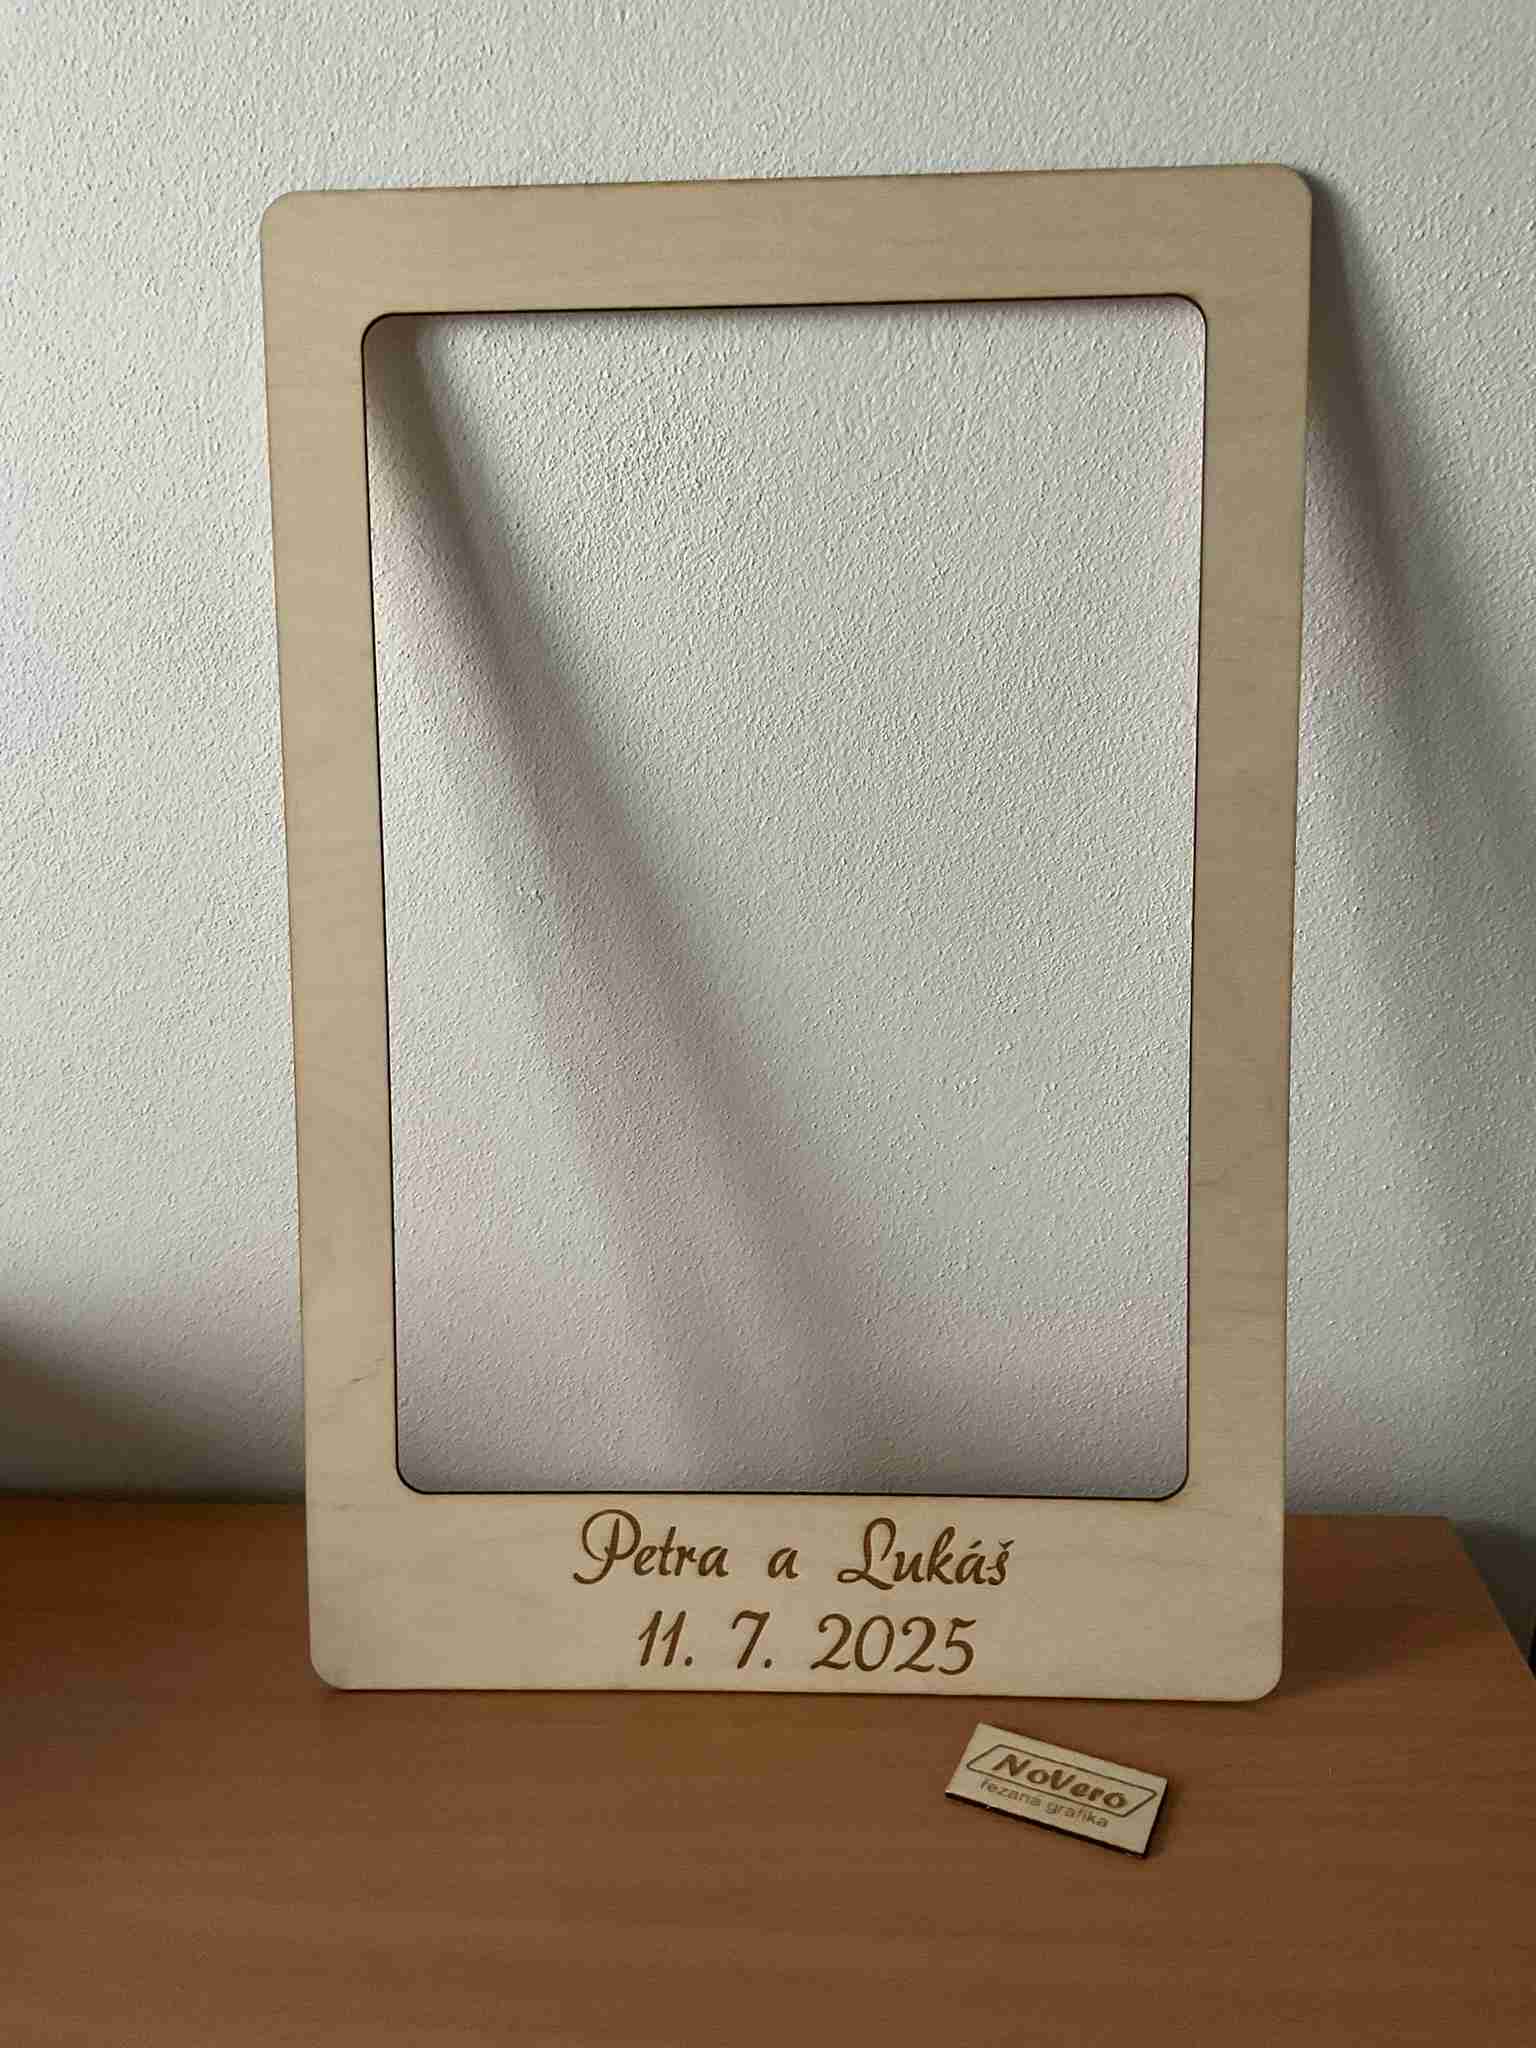 Petra a Lukáš
11. 7. 2025
NoVero
řezaná grafika